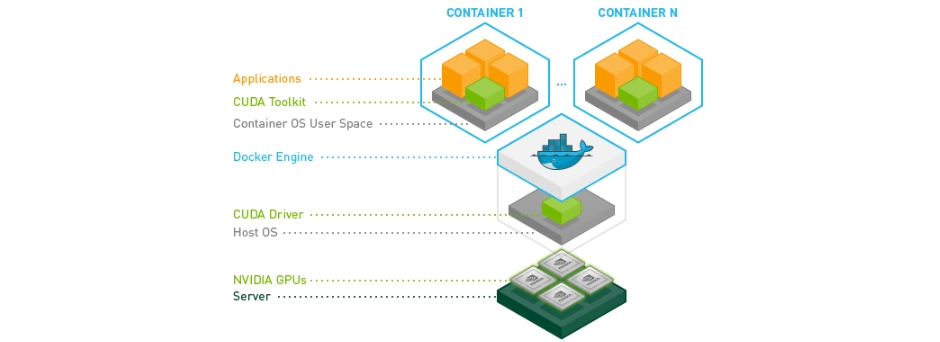 CONTAINER 1
CONTAINER N
...
Applications
CUDA Toolkit
Container OS User Space
Docker Engine
CUDA Driver
Host OS
NVIDIA GPUs
Server